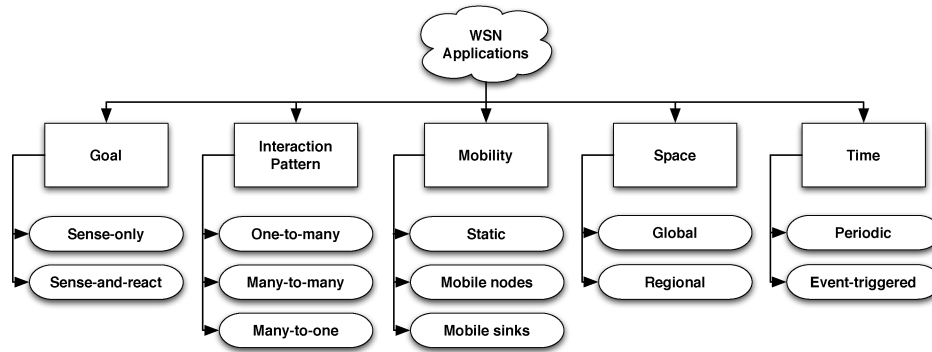 WSN
Applications
Goal
Interaction
Pattern
Mobility
Space
Time
Sense-only
One-to-many
Static
Global
Periodic
Sense-and-react
Many-to-many
Mobile nodes
Regional
Event-triggered
Many-to-one
Mobile sinks